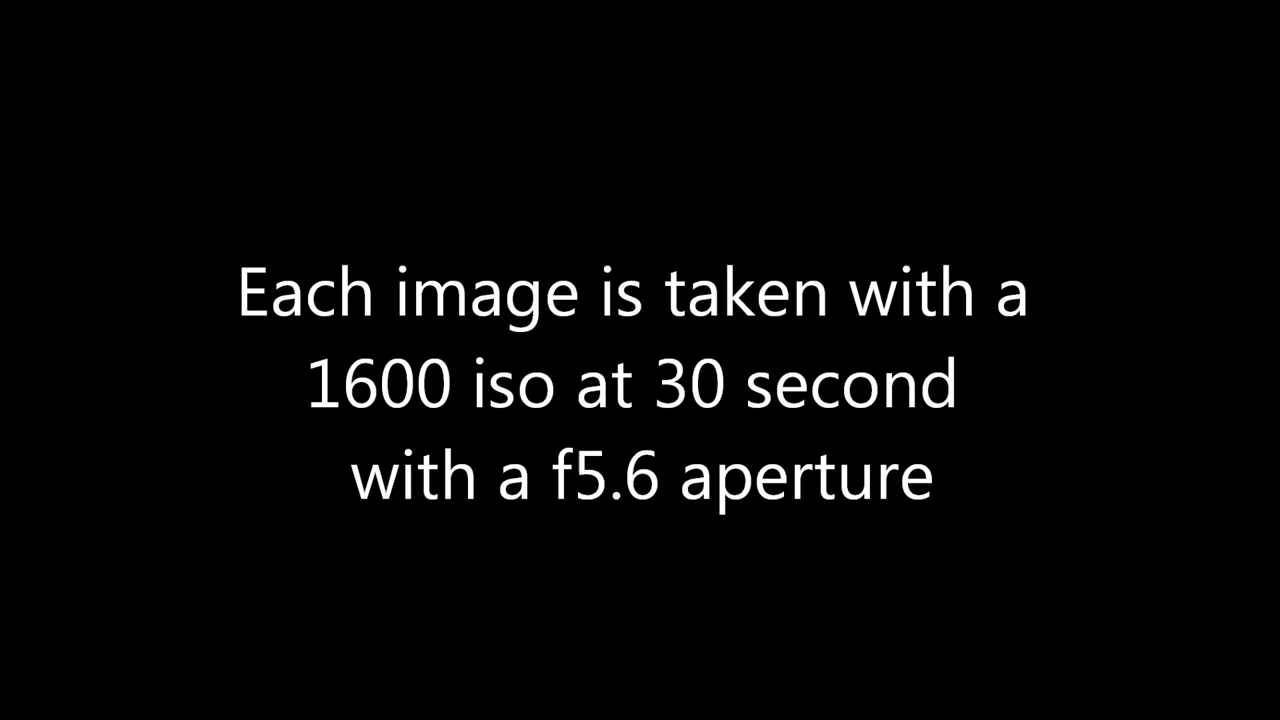 Each image is taken with a
1600 iso at 30 second
with a f5.6 aperture